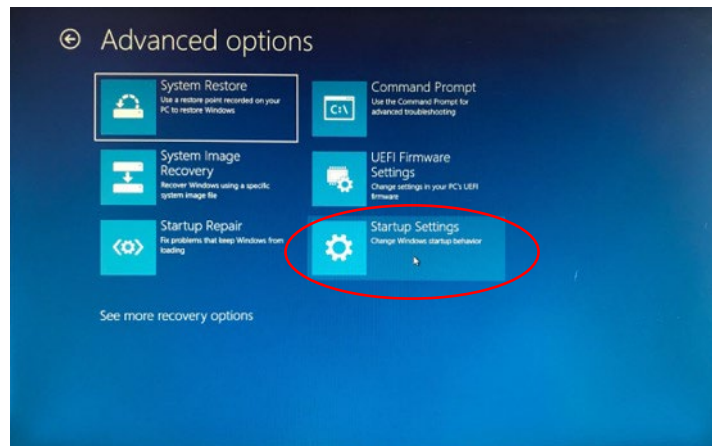 Advanced options
System Restore
Use a restore point recorded on your
PC to restore Windows
Command Prompt
Use the Command Prompt for
advanced troubleshooting
C:\
System Image
Recovery
Recover Windows using a specific
system image file
UEFI Firmware
Settings
Change settings in your PC's UEFI
firmware
Startup Repair
Fix problems that keep Windows from
loading
Startup Settings
Change Windows startup behavior
See more recovery options